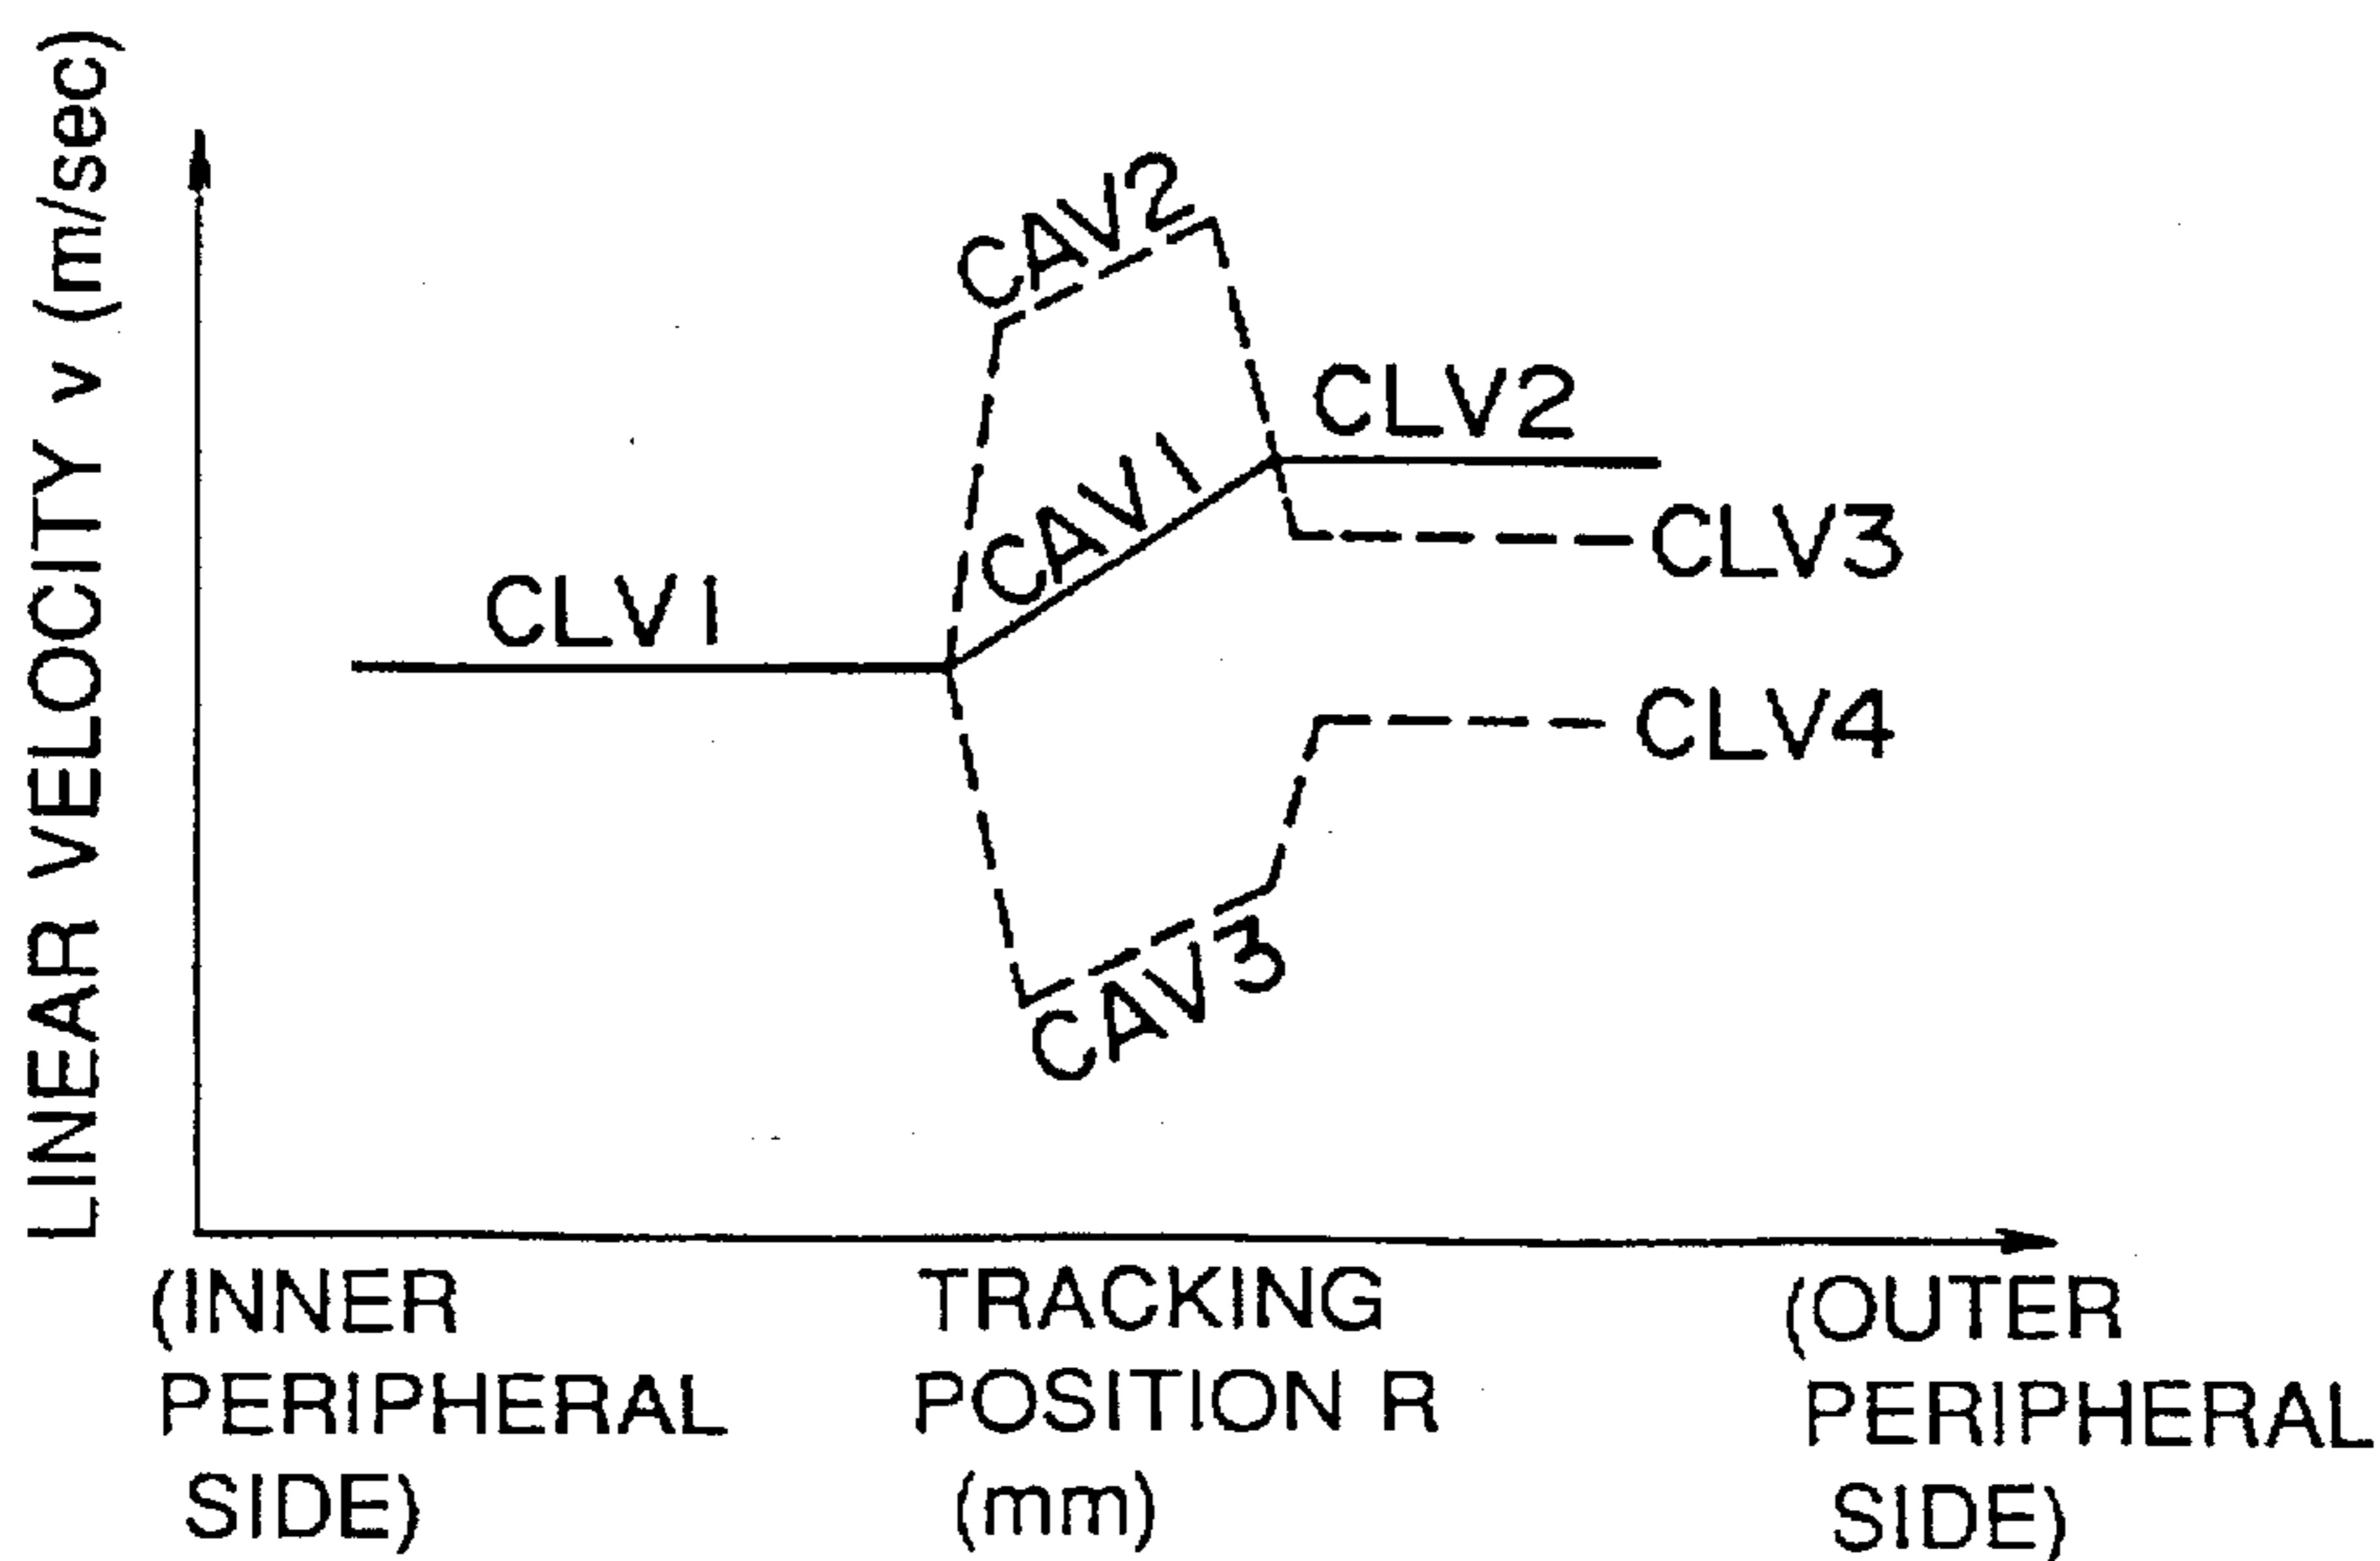 LINEAR VELOCITY v (m/sec)
CAV2
CLV2
CAV1
CLV3
CLV1
CLV4
CAV3
(INNER
PERIPHERAL
SIDE)
TRACKING
POSITION R
(mm)
(OUTER
PERIPHERAL
SIDE)